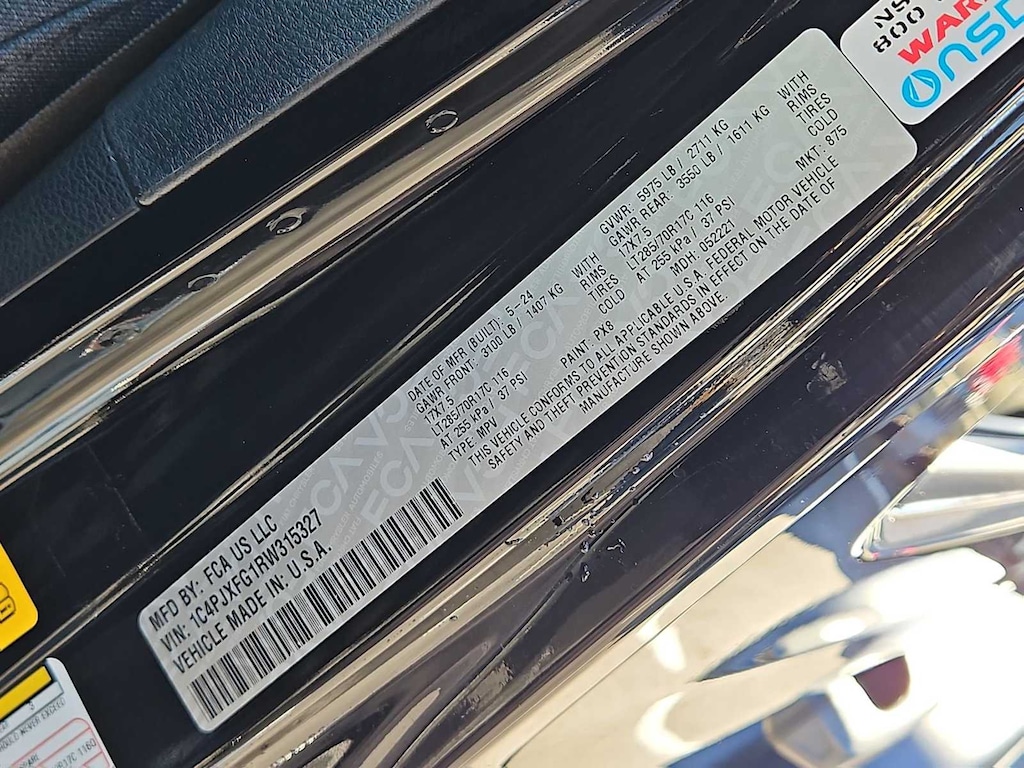 MFD BY: FCA US LLC
VIN: 1C4PJXFG1RW315327
VEHICLE MADE IN: U.S.A.
DATE OF MFR (BUILT): 5-24 GVWR: 5975 LB / 2711 KG
GAWR FRONT: 3100 LB / 1407 KG WITH GAWR REAR: 3550 LB / 1611 KG WITH
17X7.5 RIMS 17X7.5 RIMS
LT285/70R17C 116 TIRES LT285/70R17C 116 TIRES
AT 255 kPa / 37 PSI COLD AT 255 kPa / 37 PSI COLD
TYPE: MPV PAINT: PX8 MDH: 052221 MKT: 875
THIS VEHICLE CONFORMS TO ALL APPLICABLE U.S.A. FEDERAL MOTOR VEHICLE
SAFETY AND THEFT PREVENTION STANDARDS IN EFFECT ON THE DATE OF
MANUFACTURE SHOWN ABOVE.
800
NEVER EXCEED